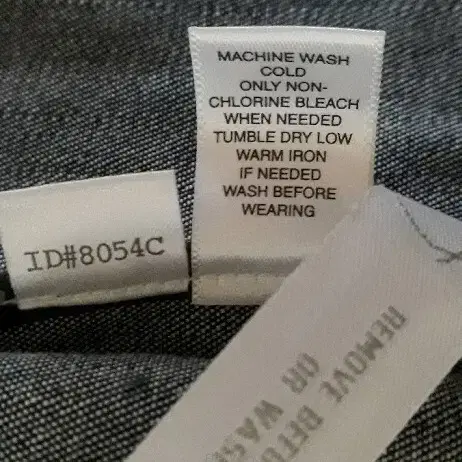 MACHINE WASH
COLD
ONLY NON-
CHLORINE BLEACH
WHEN NEEDED
TUMBLE DRY LOW
WARM IRON
IF NEEDED
WASH BEFORE
WEARING
ID#8054C
REMOVE
OR